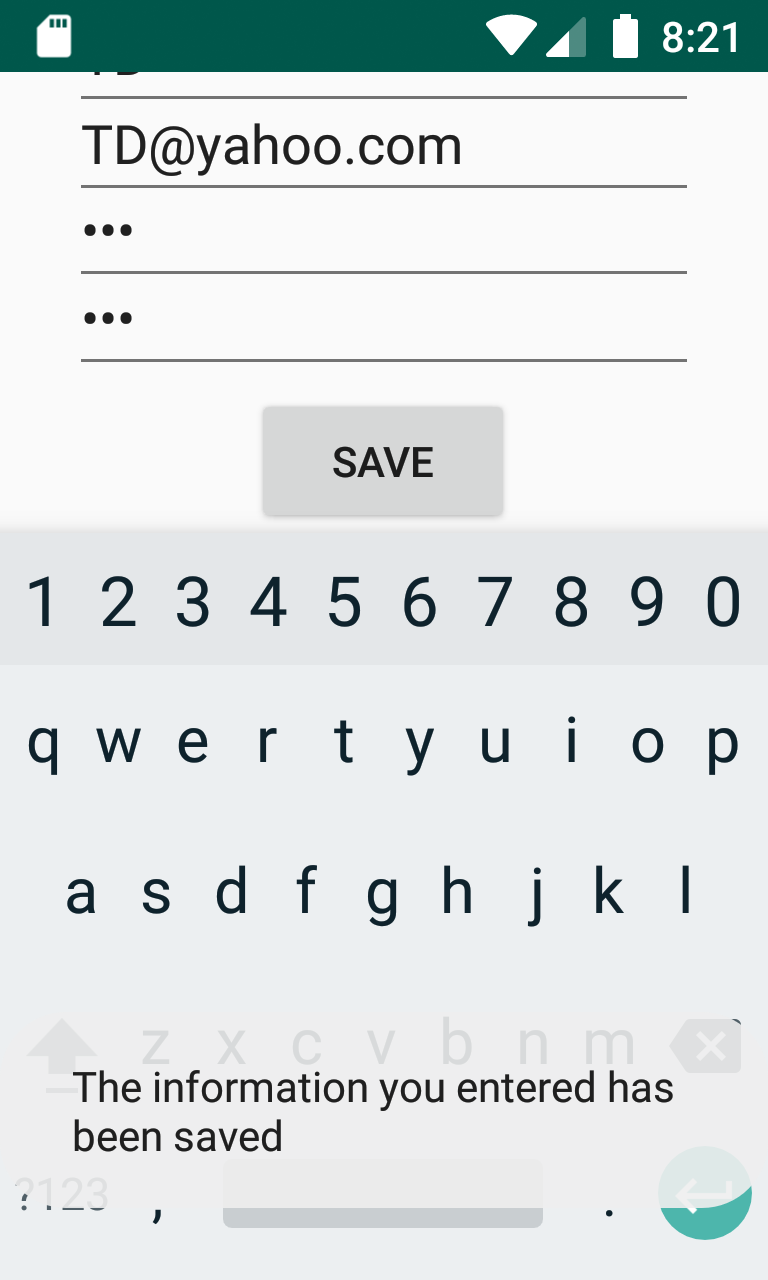 8:21
TD
TD@yahoo.com
•••
•••
SAVE
1 2 3 4 5 6 7 8 9 0
q w e r t y u i o p
a s d f g h j k l
z x c v b n m
The information you entered has
been saved
?123 , .